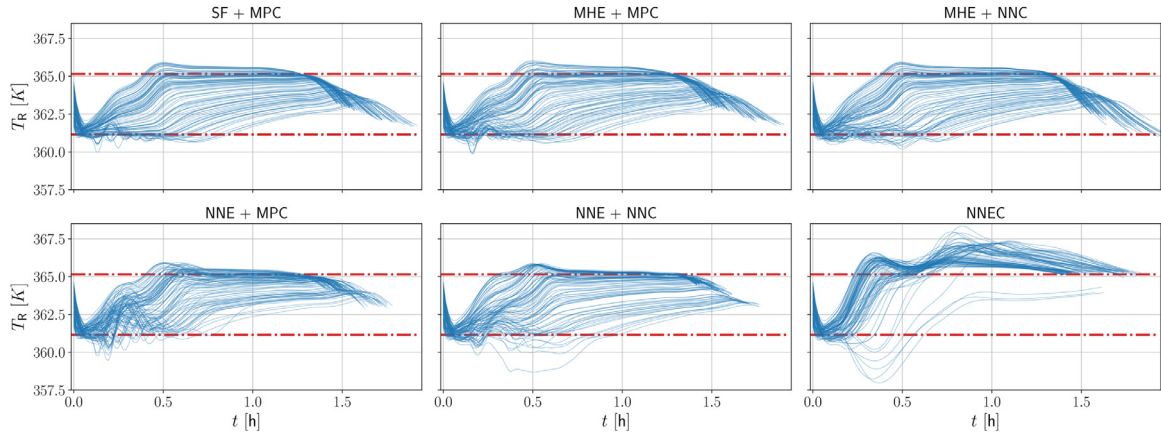 SF + MPC
MHE + MPC
MHE + NNC
367.5
365.0
362.5
360.0
357.5
T_R [K]
NNE + MPC
NNE + NNC
NNEC
367.5
365.0
362.5
360.0
357.5
T_R [K]
0.0 0.5 1.0 1.5
0.0 0.5 1.0 1.5
0.0 0.5 1.0 1.5
t [h]
t [h]
t [h]